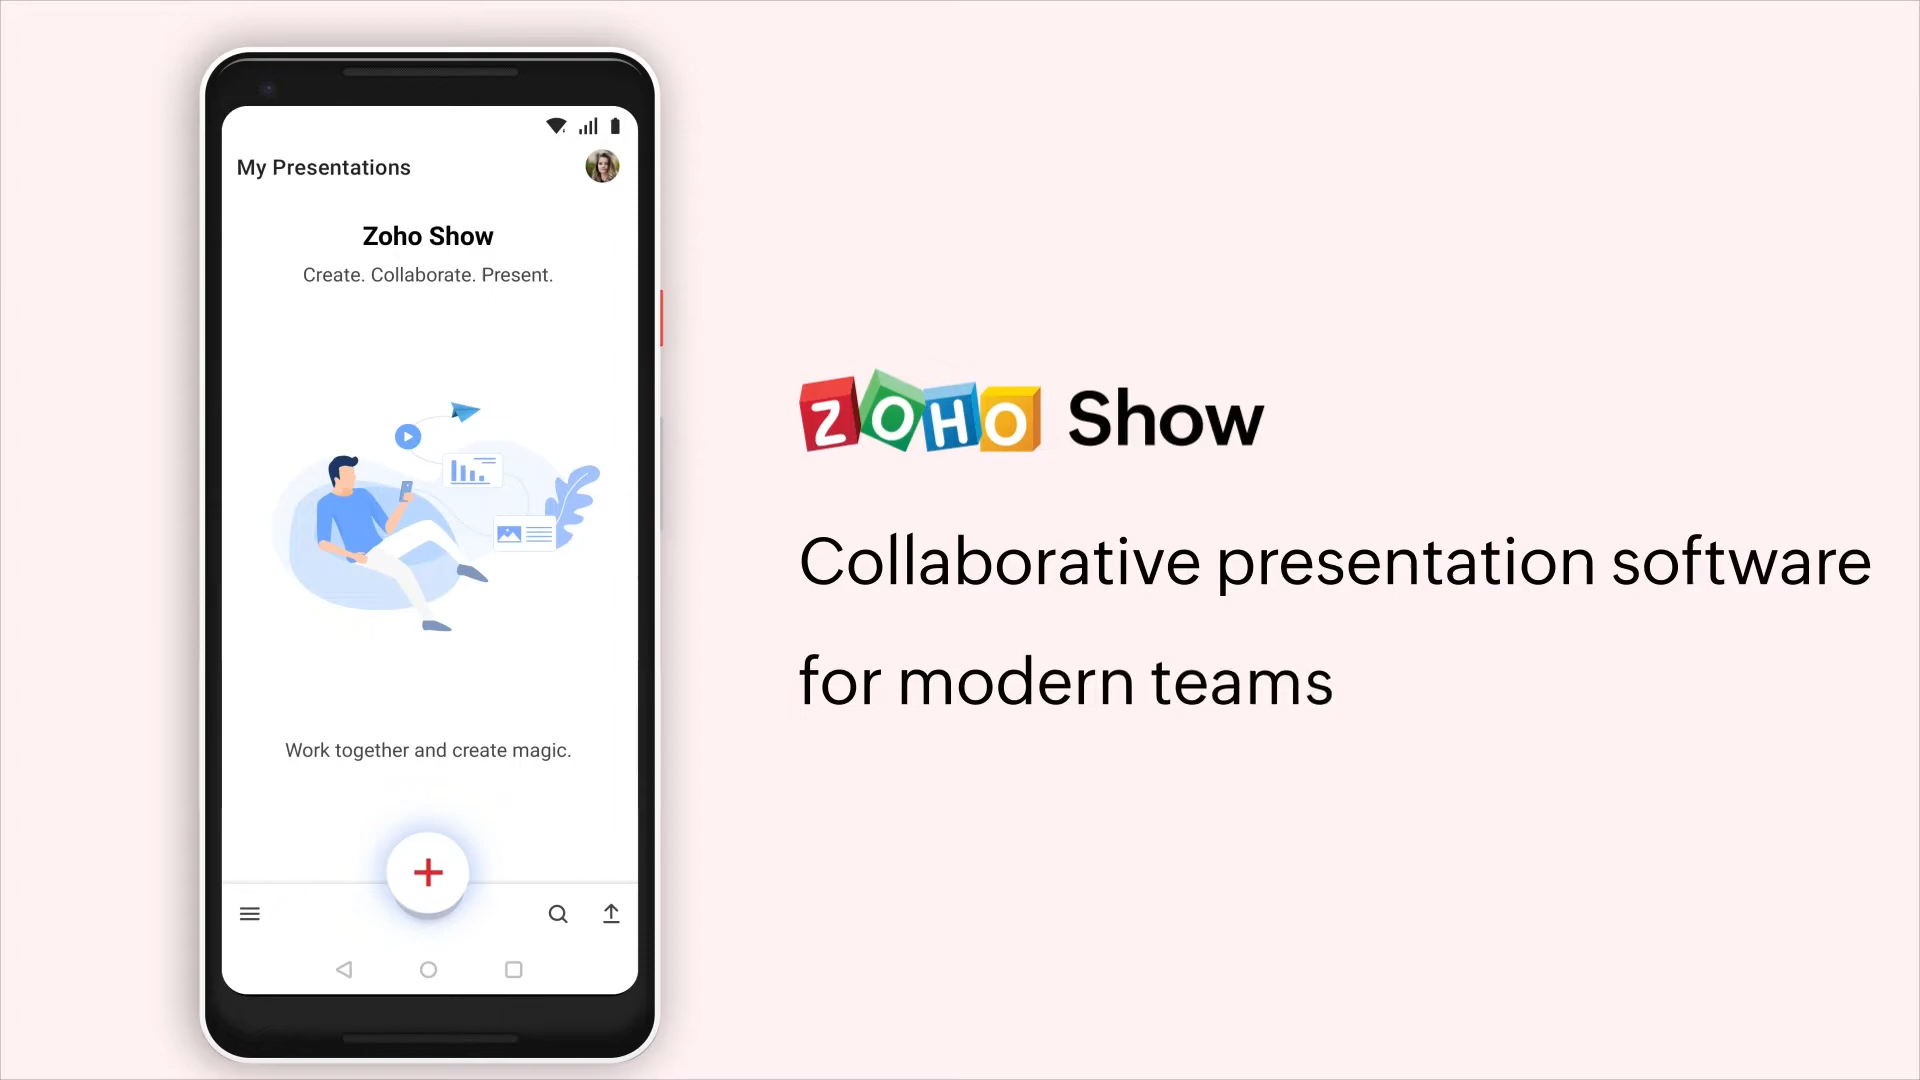 My Presentations
Zoho Show
Create. Collaborate. Present.
Work together and create magic.
ZOHO Show
Collaborative presentation software
for modern teams